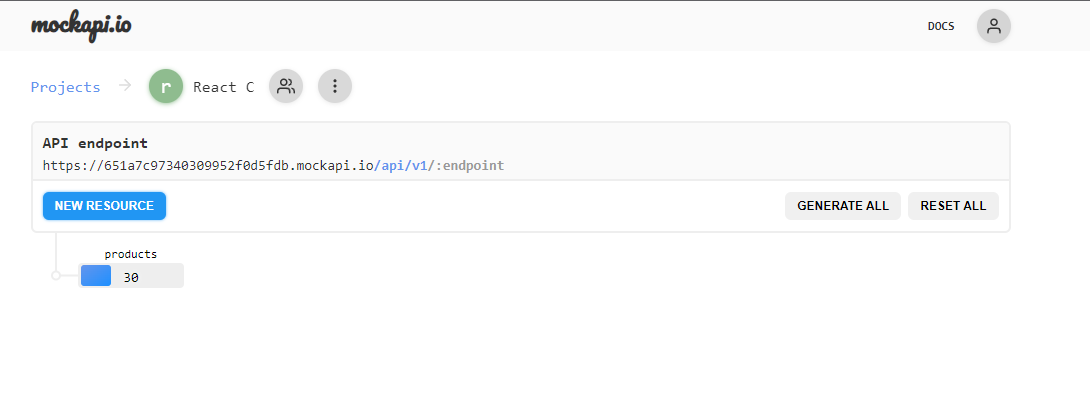 mockapi.io
DOCS
Projects → r React C
API endpoint
https://651a7c97340309952f0d5fdb.mockapi.io/api/v1/:endpoint
NEW RESOURCE GENERATE ALL RESET ALL
products
30